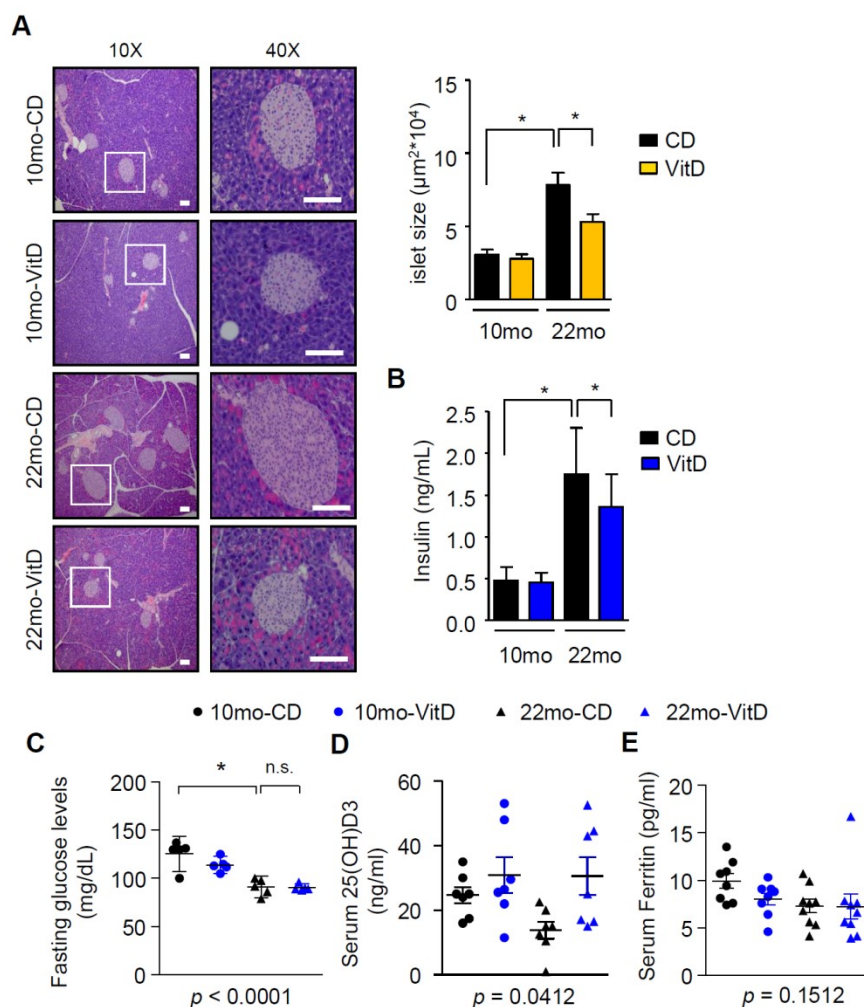 A
10X 40X
10mo-CD
10mo-VitD
22mo-CD
22mo-VitD
islet size (µm²*10⁴)
15
10
5
0
* *
CD
VitD
10mo 22mo
B
Insulin (ng/mL)
2.5
2.0
1.5
1.0
0.5
0.0
* *
CD
VitD
10mo 22mo
10mo-CD 10mo-VitD 22mo-CD 22mo-VitD
C
Fasting glucose levels
(mg/dL)
200
150
100
50
0
* n.s.
p < 0.0001
D
Serum 25(OH)D3
(ng/ml)
60
40
20
0
p = 0.0412
E
Serum Ferritin (pg/ml)
20
15
10
5
0
p = 0.1512